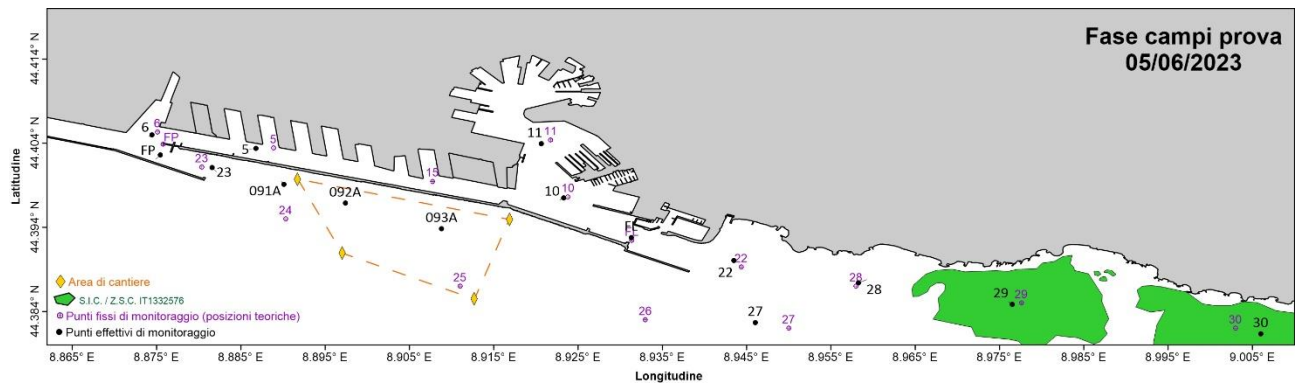 Fase campi prova
05/06/2023
44.414° N
44.404° N
44.394° N
44.384° N
Latitudine
6
6
FP
FP
5
5
23
23
11
11
15
10
10
091A
092A
24
093A
FF
22
22
25
28
28
29
29
26
27
27
30
30
Area di cantiere
S.I.C. / Z.S.C. IT1332576
Punti fissi di monitoraggio (posizioni teoriche)
Punti effettivi di monitoraggio
8.865° E 8.875° E 8.885° E 8.895° E 8.905° E 8.915° E 8.925° E 8.935° E 8.945° E 8.955° E 8.965° E 8.975° E 8.985° E 8.995° E 9.005° E
Longitudine